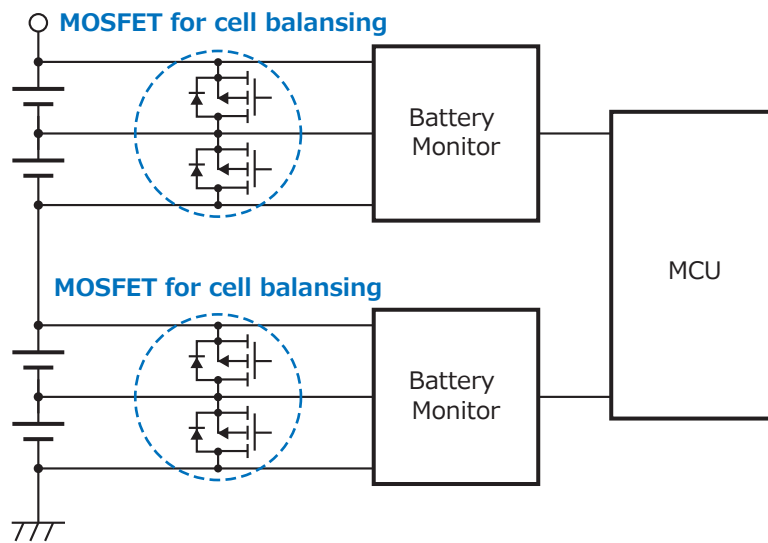 MOSFET for cell balansing
Battery
Monitor
MCU
MOSFET for cell balansing
Battery
Monitor